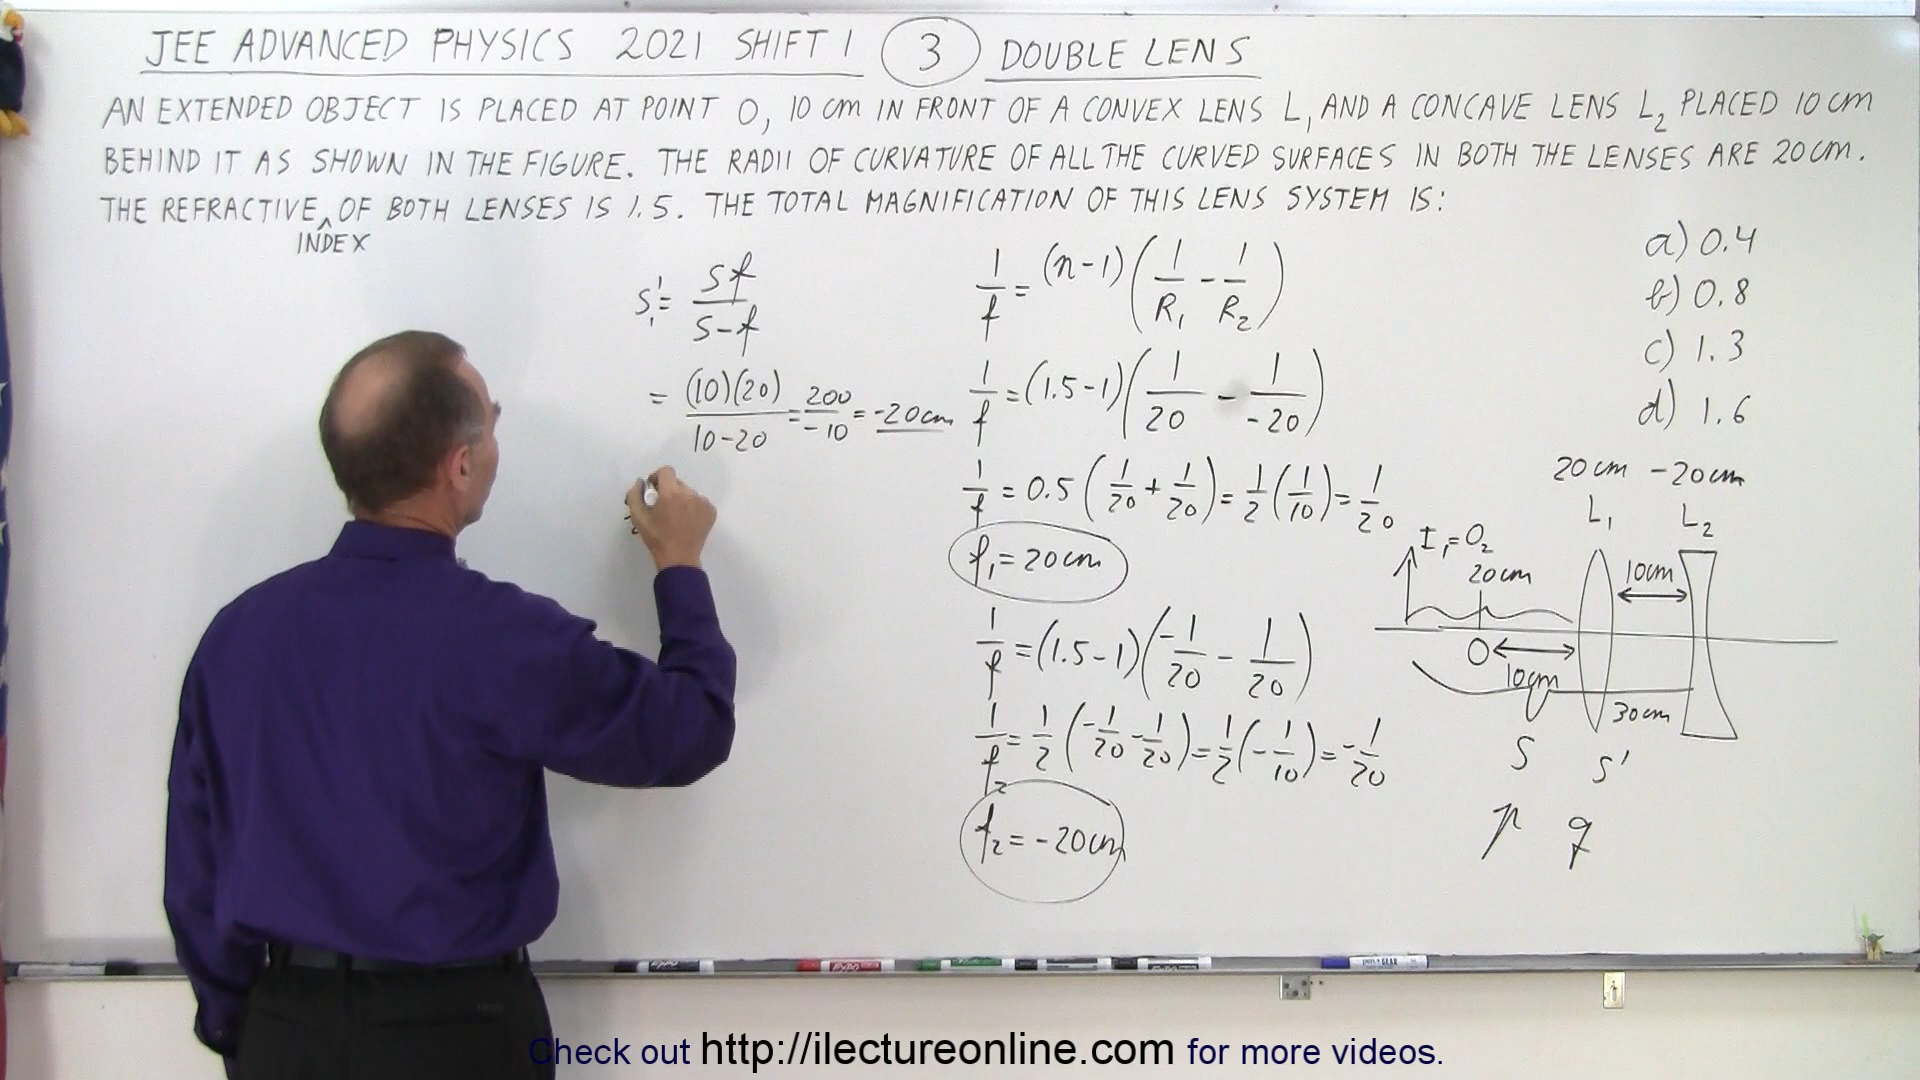 JEE ADVANCED PHYSICS 2021 SHIFT 1 3 DOUBLE LENS
AN EXTENDED OBJECT IS PLACED AT POINT O, 10 cm IN FRONT OF A CONVEX LENS L₁ AND A CONCAVE LENS L₂ PLACED 10 cm
BEHIND IT AS SHOWN IN THE FIGURE. THE RADII OF CURVATURE OF ALL THE CURVED SURFACES IN BOTH THE LENSES ARE 20 cm.
THE REFRACTIVE ^ OF BOTH LENSES IS 1.5. THE TOTAL MAGNIFICATION OF THIS LENS SYSTEM IS:
INDEX
S₁' = Sf / S-f
= (10)(20) / 10-20 = 200 / -10 = -20cm
1/f = (n-1)(1/R₁ - 1/R₂)
1/f = (1.5-1)(1/20 - 1/-20)
1/f = 0.5 (1/20 + 1/20) = 1/2 (1/10) = 1/20
f₁ = 20cm
1/f = (1.5-1)(-1/20 - 1/20)
1/f₂ = 1/2 (-1/20 - 1/20) = 1/2 (-1/10) = -1/20
f₂ = -20cm
a) 0.4
b) 0.8
c) 1.3
d) 1.6
20cm -20cm
L₁ L₂
I₁=O₂
20cm
10cm
O
10cm
30cm
S S'
p q
EXPO
Check out http://ilectureonline.com for more videos.